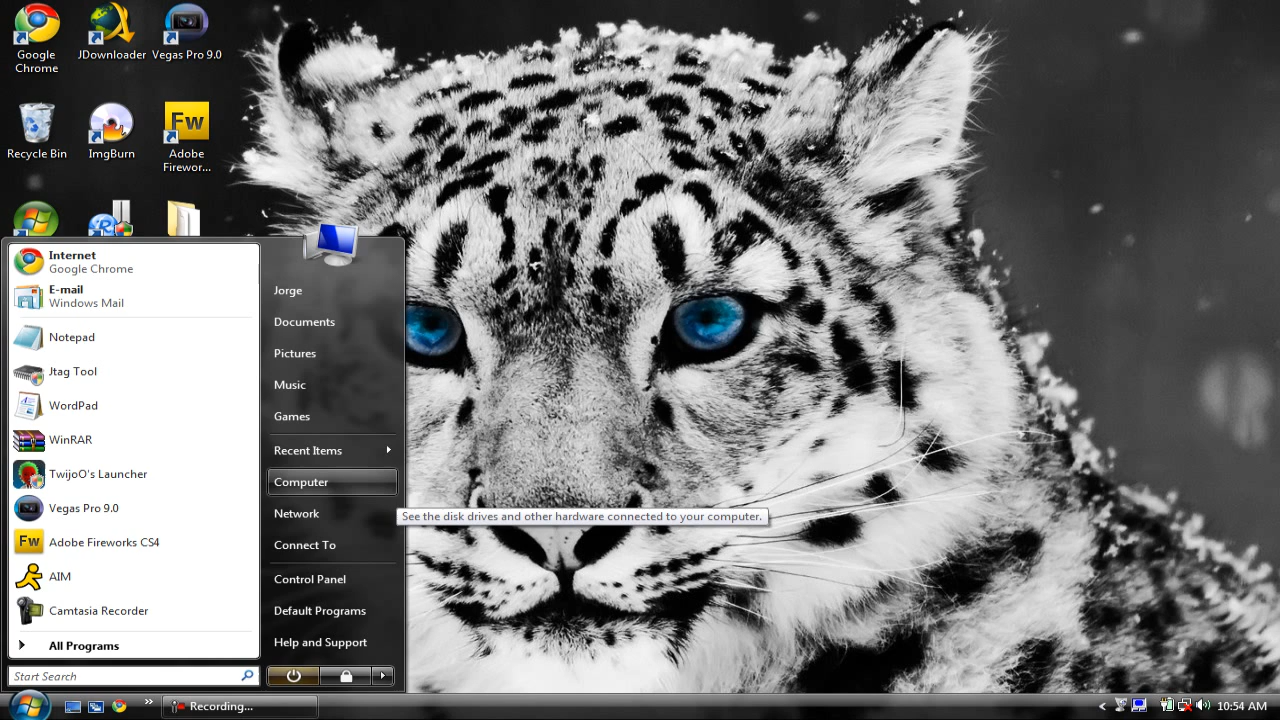 Google
Chrome
JDownloader
Vegas Pro 9.0
Recycle Bin
ImgBurn
Adobe
Firewor...
Fw
Internet
Google Chrome
E-mail
Windows Mail
Notepad
Jtag Tool
WordPad
WinRAR
TwijoO's Launcher
Vegas Pro 9.0
Fw
Adobe Fireworks CS4
AIM
Camtasia Recorder
All Programs
Start Search
Jorge
Documents
Pictures
Music
Games
Recent Items
Computer
Network
Connect To
Control Panel
Default Programs
Help and Support
See the disk drives and other hardware connected to your computer.
Recording...
10:54 AM